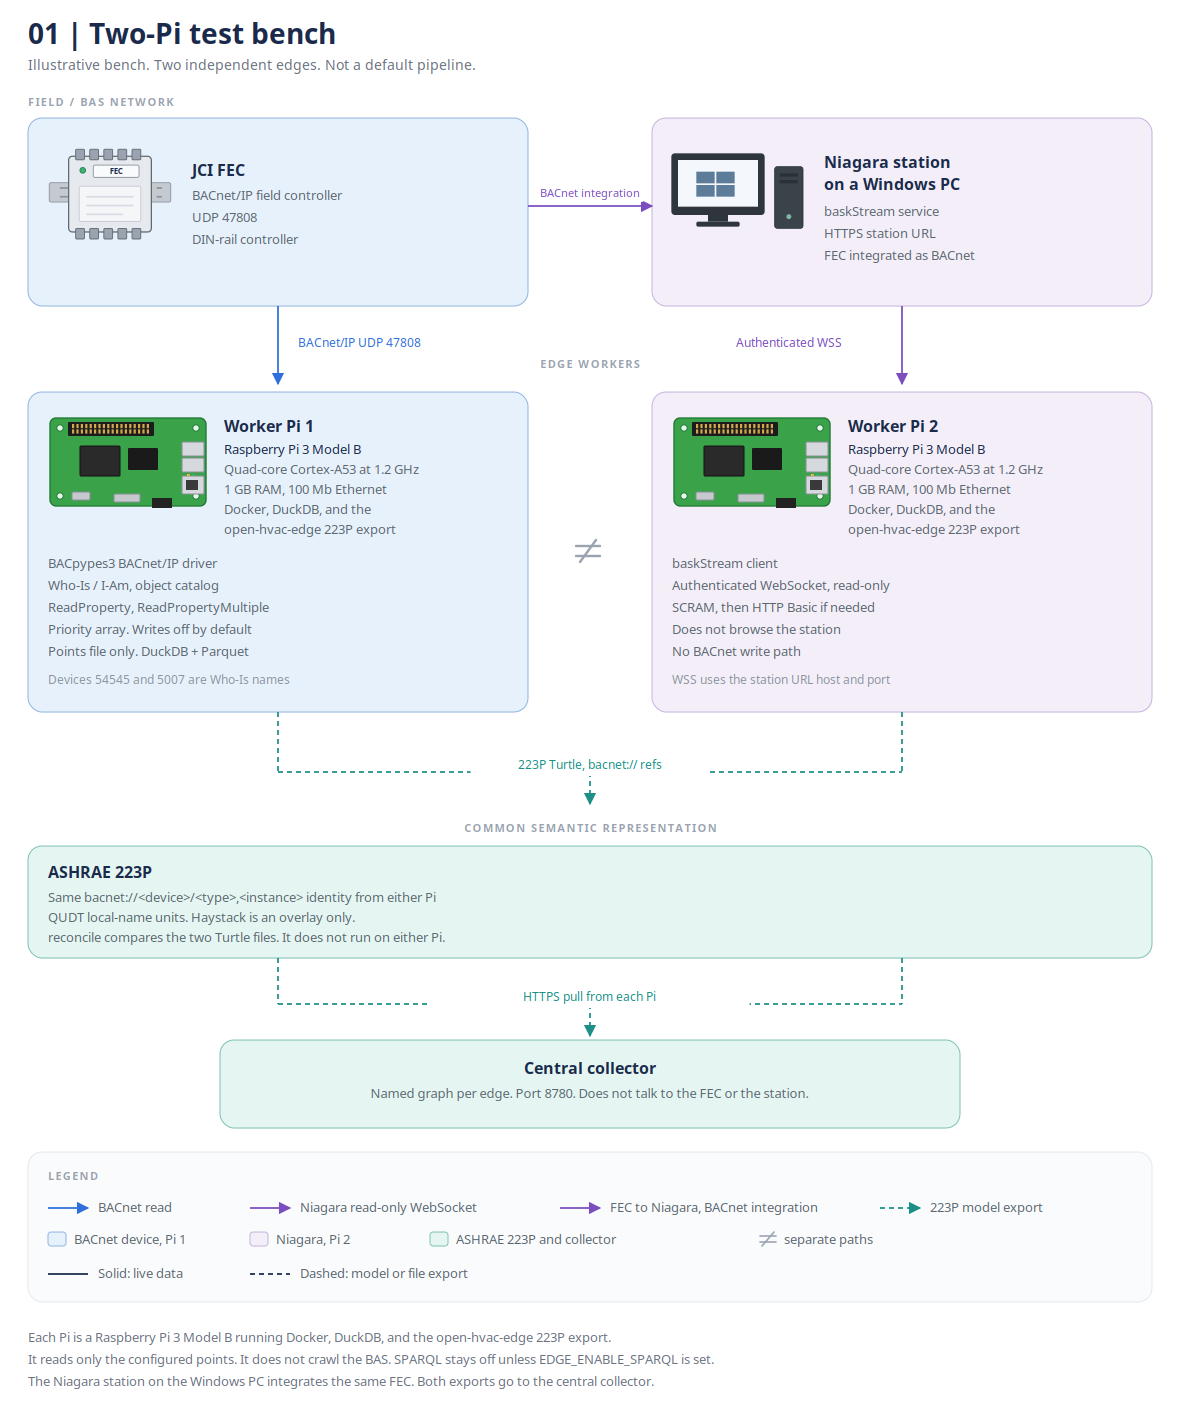 01 | Two-Pi test bench
Illustrative bench. Two independent edges. Not a default pipeline.
FIELD / BAS NETWORK
FEC
JCI FEC
BACnet/IP field controller
UDP 47808
DIN-rail controller
BACnet integration
Niagara station
on a Windows PC
baskStream service
HTTPS station URL
FEC integrated as BACnet
BACnet/IP UDP 47808
Authenticated WSS
EDGE WORKERS
Worker Pi 1
Raspberry Pi 3 Model B
Quad-core Cortex-A53 at 1.2 GHz
1 GB RAM, 100 Mb Ethernet
Docker, DuckDB, and the
open-hvac-edge 223P export
BACpypes3 BACnet/IP driver
Who-Is / I-Am, object catalog
ReadProperty, ReadPropertyMultiple
Priority array. Writes off by default
Points file only. DuckDB + Parquet
Devices 54545 and 5007 are Who-Is names
≠
Worker Pi 2
Raspberry Pi 3 Model B
Quad-core Cortex-A53 at 1.2 GHz
1 GB RAM, 100 Mb Ethernet
Docker, DuckDB, and the
open-hvac-edge 223P export
baskStream client
Authenticated WebSocket, read-only
SCRAM, then HTTP Basic if needed
Does not browse the station
No BACnet write path
WSS uses the station URL host and port
223P Turtle, bacnet:// refs
COMMON SEMANTIC REPRESENTATION
ASHRAE 223P
Same bacnet://<device>/<type>,<instance> identity from either Pi
QUDT local-name units. Haystack is an overlay only.
reconcile compares the two Turtle files. It does not run on either Pi.
HTTPS pull from each Pi
Central collector
Named graph per edge. Port 8780. Does not talk to the FEC or the station.
LEGEND
BACnet read
Niagara read-only WebSocket
FEC to Niagara, BACnet integration
223P model export
BACnet device, Pi 1
Niagara, Pi 2
ASHRAE 223P and collector
≠ separate paths
Solid: live data
Dashed: model or file export
Each Pi is a Raspberry Pi 3 Model B running Docker, DuckDB, and the open-hvac-edge 223P export.
It reads only the configured points. It does not crawl the BAS. SPARQL stays off unless EDGE_ENABLE_SPARQL is set.
The Niagara station on the Windows PC integrates the same FEC. Both exports go to the central collector.